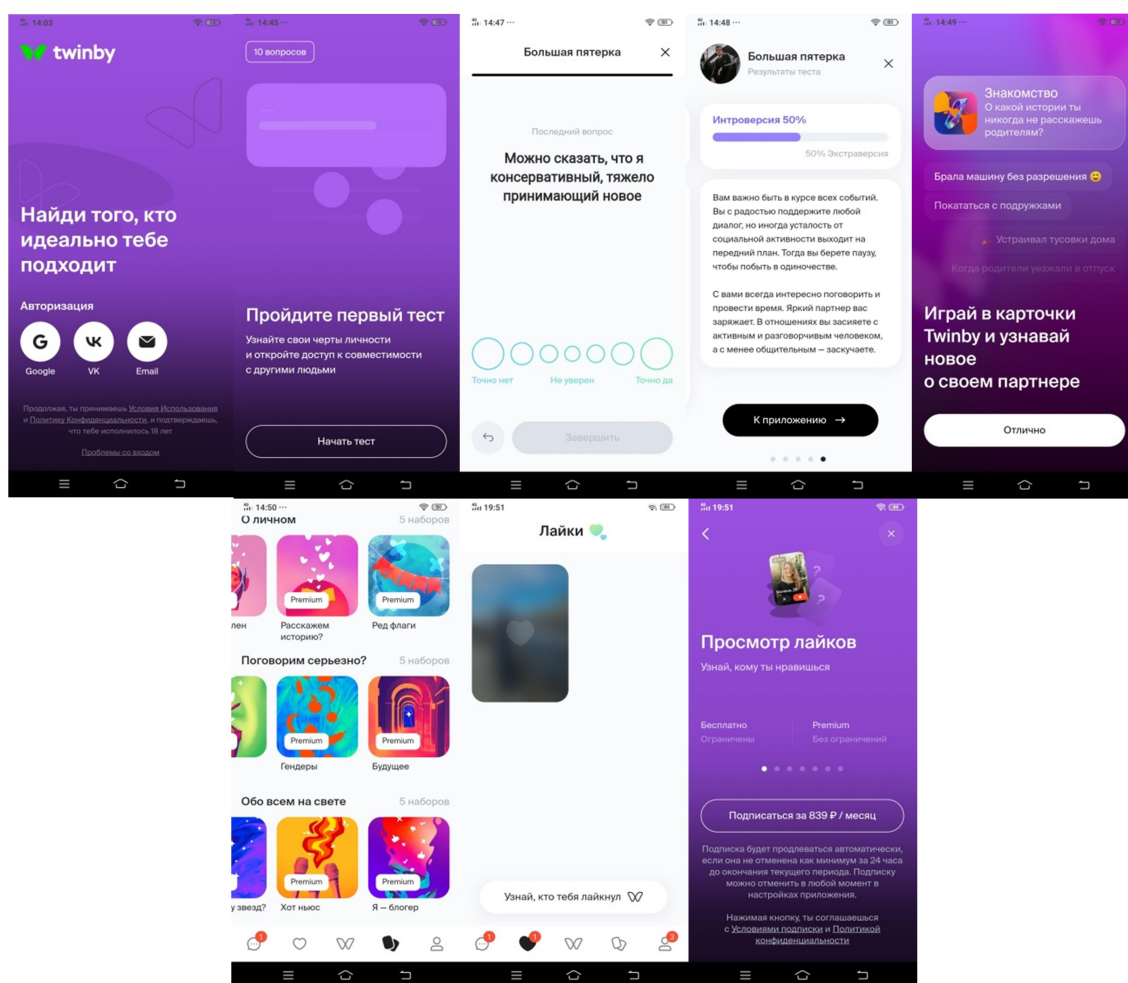 14:03
twinby
Найди того, кто
идеально тебе
подходит
Авторизация
G
Google
VK
Email
Продолжая, ты принимаешь Условия Использования
и Политику Конфиденциальности, и подтверждаешь,
что тебе исполнилось 18 лет
Проблемы со входом
14:45
10 вопросов
Пройдите первый тест
Узнайте свои черты личности
и откройте доступ к совместимости
с другими людьми
Начать тест
14:47
Большая пятерка
Последний вопрос
Можно сказать, что я
консервативный, тяжело
принимающий новое
Точно нет
Не уверен
Точно да
Завершить
14:48
Большая пятерка
Результаты теста
Интроверсия 50%
50% Экстраверсия
Вам важно быть в курсе всех событий.
Вы с радостью поддержите любой
диалог, но иногда усталость от
социальной активности выходит на
передний план. Тогда вы берете паузу,
чтобы побыть в одиночестве.
С вами всегда интересно поговорить и
провести время. Яркий партнер вас
заряжает. В отношениях вы засияете с
активным и разговорчивым человеком,
а с менее общительным — заскучаете.
К приложению →
14:49
Знакомство
О какой истории ты
никогда не расскажешь
родителям?
Брала машину без разрешения
Покататься с подружками
Устраивал тусовки дома
Когда родители уезжали в отпуск
Играй в карточки
Twinby и узнавай
новое
о своем партнере
Отлично
14:50
О личном
5 наборов
Premium
Premium
лен
Расскажем
историю?
Ред флаги
Поговорим серьезно?
5 наборов
Premium
Premium
Гендеры
Будущее
Обо всем на свете
5 наборов
Premium
Premium
у звезд?
Хот ньюс
Я – блогер
1
19:51
Лайки
Узнай, кто тебя лайкнул
1
1
3
19:51
Просмотр лайков
Узнай, кому ты нравишься
Бесплатно
Premium
Ограничены
Без ограничений
Подписаться за 839 ₽ / месяц
Подписка будет продлеваться автоматически,
если она не отменена как минимум за 24 часа
до окончания текущего периода. Подписку
можно отменить в любой момент в
настройках приложения.
Нажимая кнопку, ты соглашаешься
с Условиями подписки и Политикой
конфиденциальности